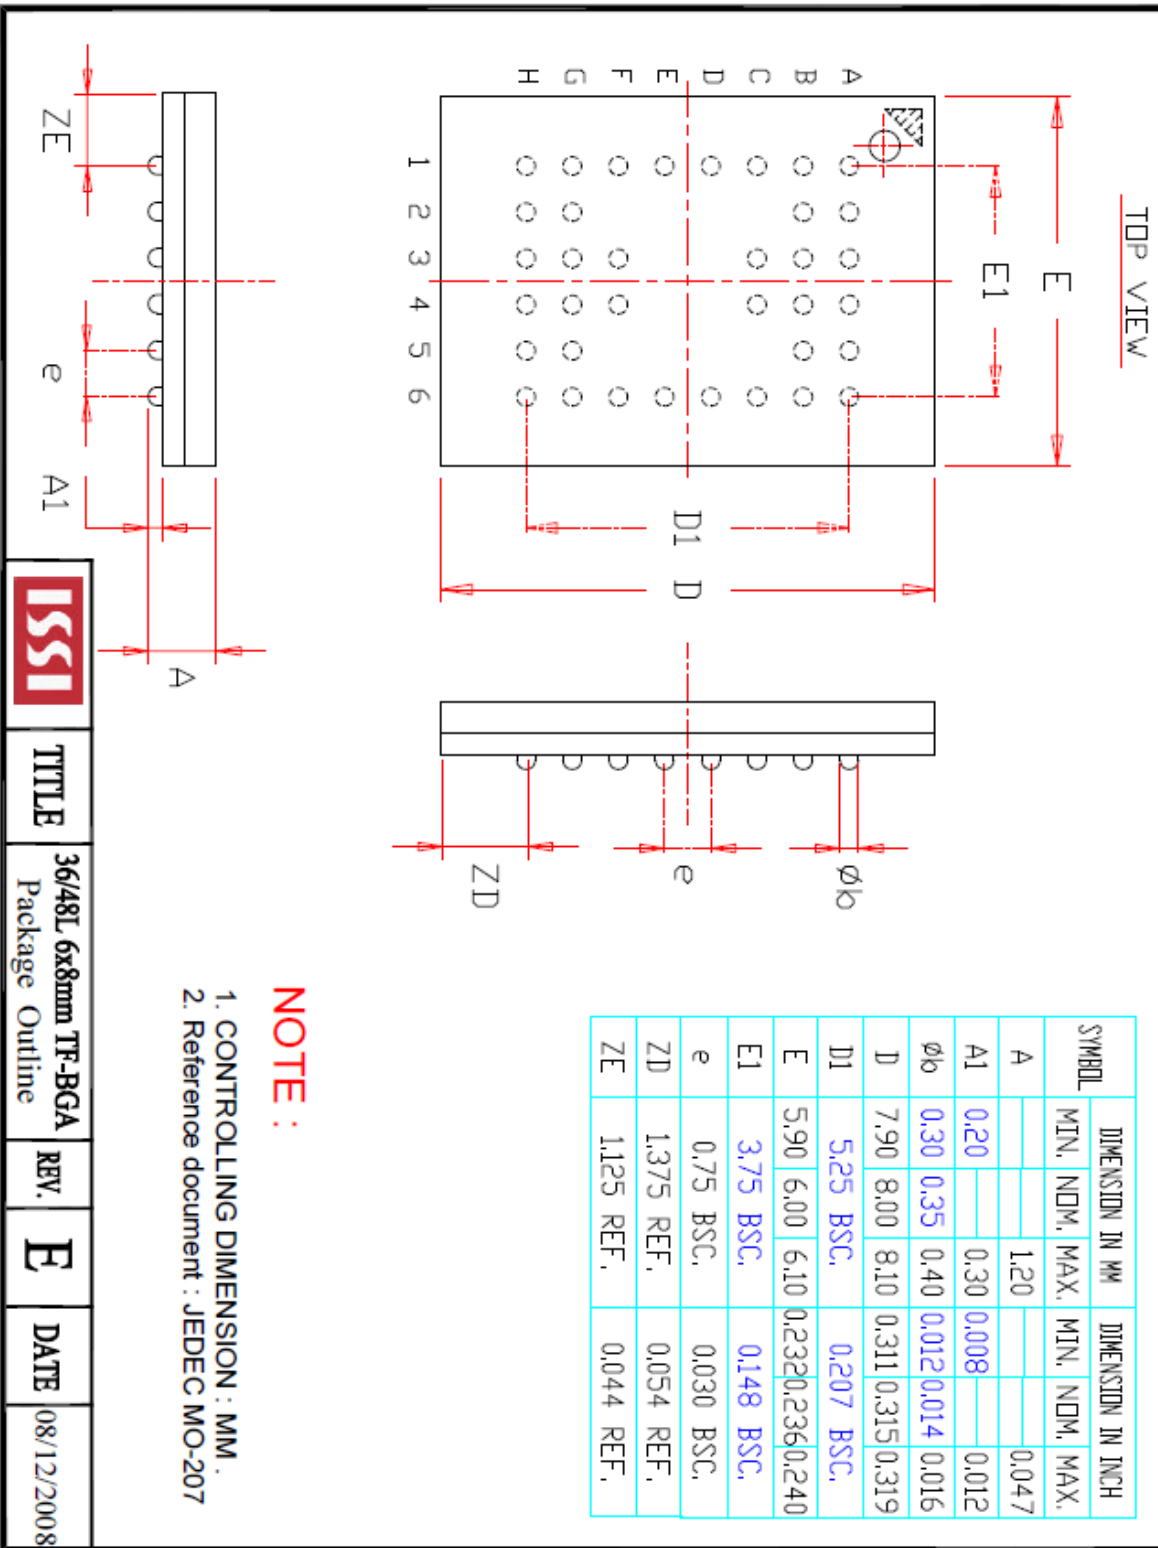 TOP VIEW
A B C D E F G H
1 2 3 4 5 6
E
E1
D1
D
ZE
e
A1
A
Øb
e
ZD
SYMBOL DIMENSION IN MM DIMENSION IN INCH
MIN. NOM. MAX. MIN. NOM. MAX.
A 1.20 0.047
A1 0.20 0.30 0.008 0.012
Øb 0.30 0.35 0.40 0.012 0.014 0.016
D 7.90 8.00 8.10 0.311 0.315 0.319
D1 5.25 BSC. 0.207 BSC.
E 5.90 6.00 6.10 0.232 0.236 0.240
E1 3.75 BSC. 0.148 BSC.
e 0.75 BSC. 0.030 BSC.
ZD 1.375 REF. 0.054 REF.
ZE 1.125 REF. 0.044 REF.
NOTE :
1. CONTROLLING DIMENSION : MM .
2. Reference document : JEDEC MO-207
ISSI
TITLE
36/48L 6x8mm TF-BGA
Package Outline
REV.
E
DATE
08/12/2008